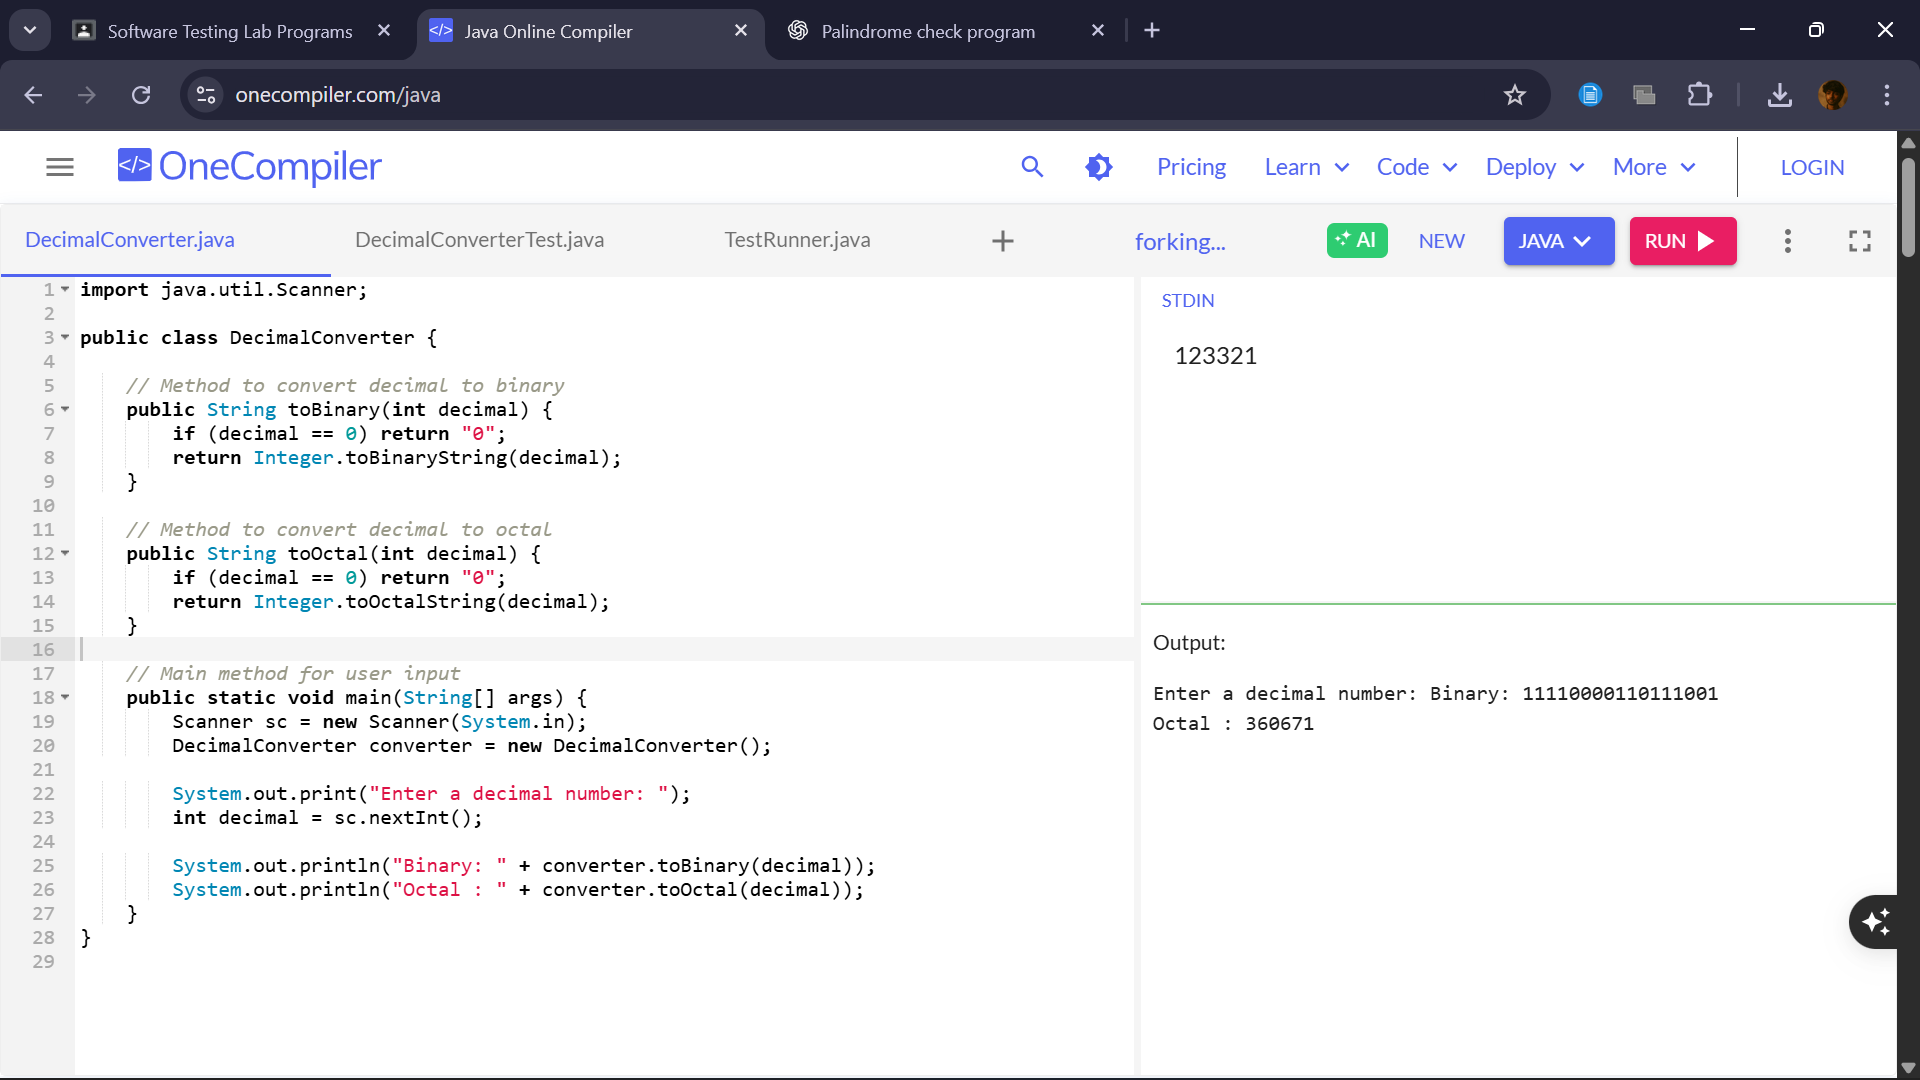 Software Testing Lab Programs
Java Online Compiler
Palindrome check program
onecompiler.com/java
</> OneCompiler
Pricing
Learn
Code
Deploy
More
LOGIN
DecimalConverter.java
DecimalConverterTest.java
TestRunner.java
forking...
AI
NEW
JAVA
RUN
1 import java.util.Scanner;
2
3 public class DecimalConverter {
4
5     // Method to convert decimal to binary
6     public String toBinary(int decimal) {
7         if (decimal == 0) return "0";
8         return Integer.toBinaryString(decimal);
9     }
10
11     // Method to convert decimal to octal
12     public String toOctal(int decimal) {
13         if (decimal == 0) return "0";
14         return Integer.toOctalString(decimal);
15     }
16
17     // Main method for user input
18     public static void main(String[] args) {
19         Scanner sc = new Scanner(System.in);
20         DecimalConverter converter = new DecimalConverter();
21
22         System.out.print("Enter a decimal number: ");
23         int decimal = sc.nextInt();
24
25         System.out.println("Binary: " + converter.toBinary(decimal));
26         System.out.println("Octal : " + converter.toOctal(decimal));
27     }
28 }
29
STDIN
123321
Output:
Enter a decimal number: Binary: 11110000110111001
Octal : 360671